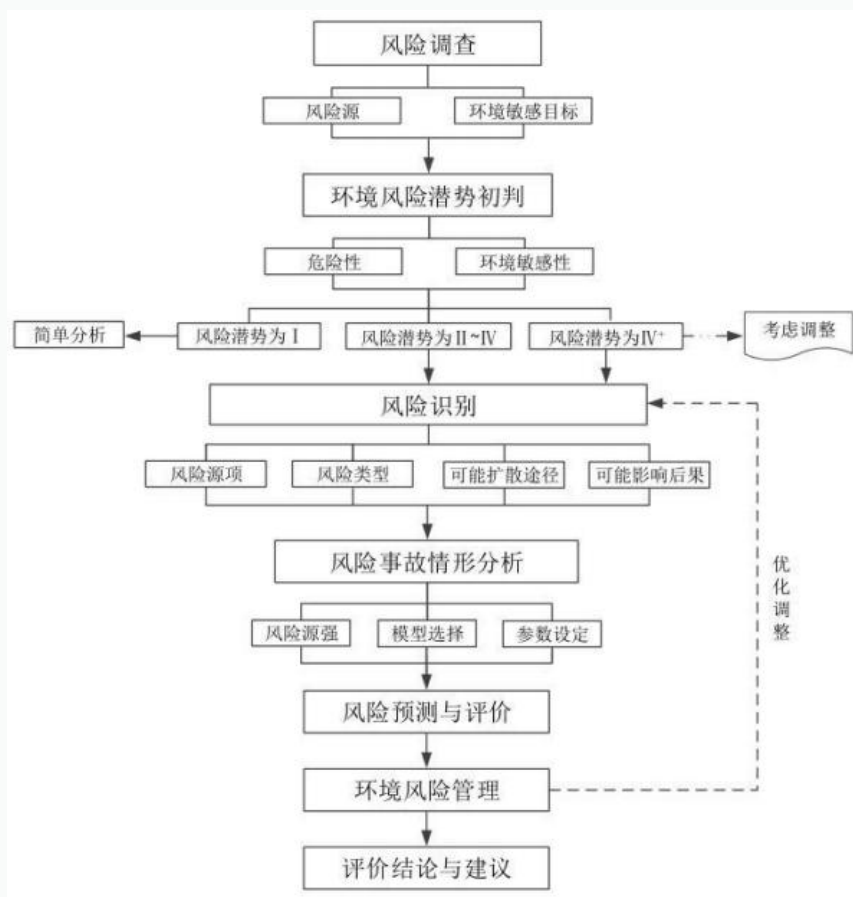 风险调查
风险源
环境敏感目标
环境风险潜势初判
危险性
环境敏感性
简单分析
风险潜势为Ⅰ
风险潜势为Ⅱ~Ⅳ
风险潜势为Ⅳ⁺
考虑调整
风险识别
风险源项
风险类型
可能扩散途径
可能影响后果
风险事故情形分析
优化调整
风险源强
模型选择
参数设定
风险预测与评价
环境风险管理
评价结论与建议